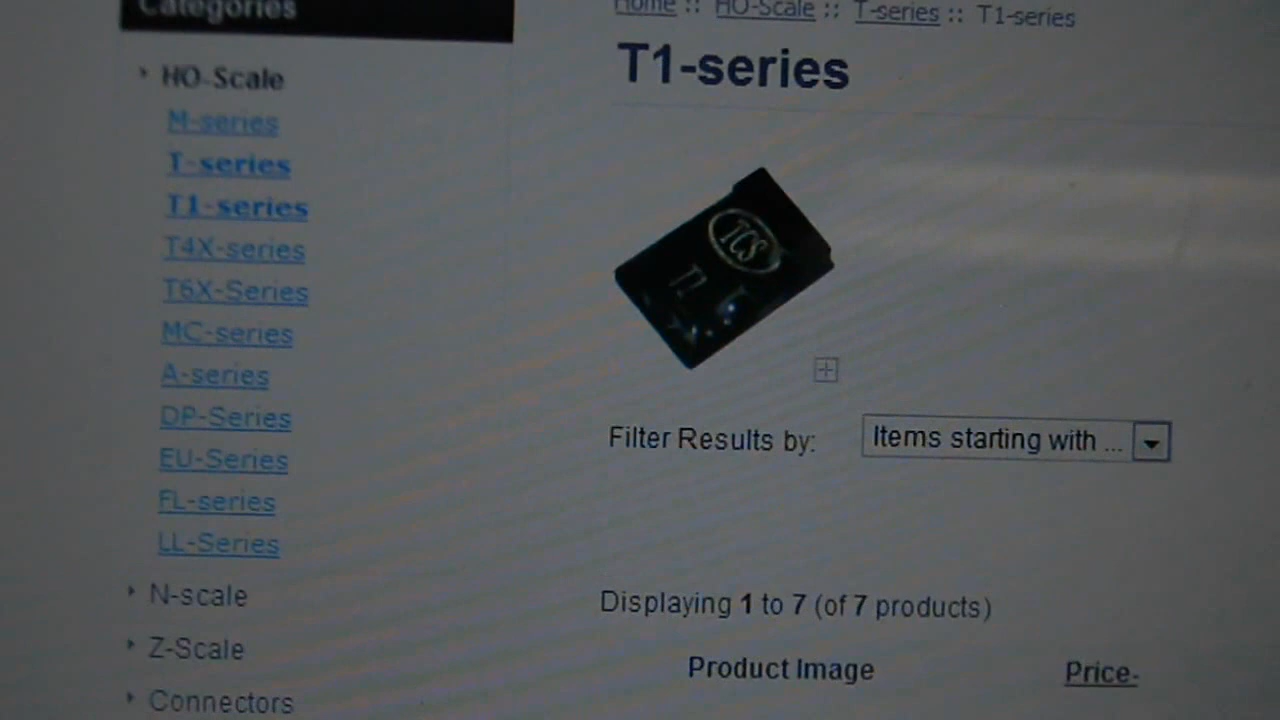 Categories
HO-Scale
M-series
T-series
T1-series
T4X-series
T6X-Series
MC-series
A-series
DP-Series
EU-Series
FL-series
LL-Series
N-scale
Z-Scale
Connectors
Home :: HO-Scale :: T-series :: T1-series
T1-series
TCS
T1
Filter Results by: Items starting with ...
Displaying 1 to 7 (of 7 products)
Product Image Price-